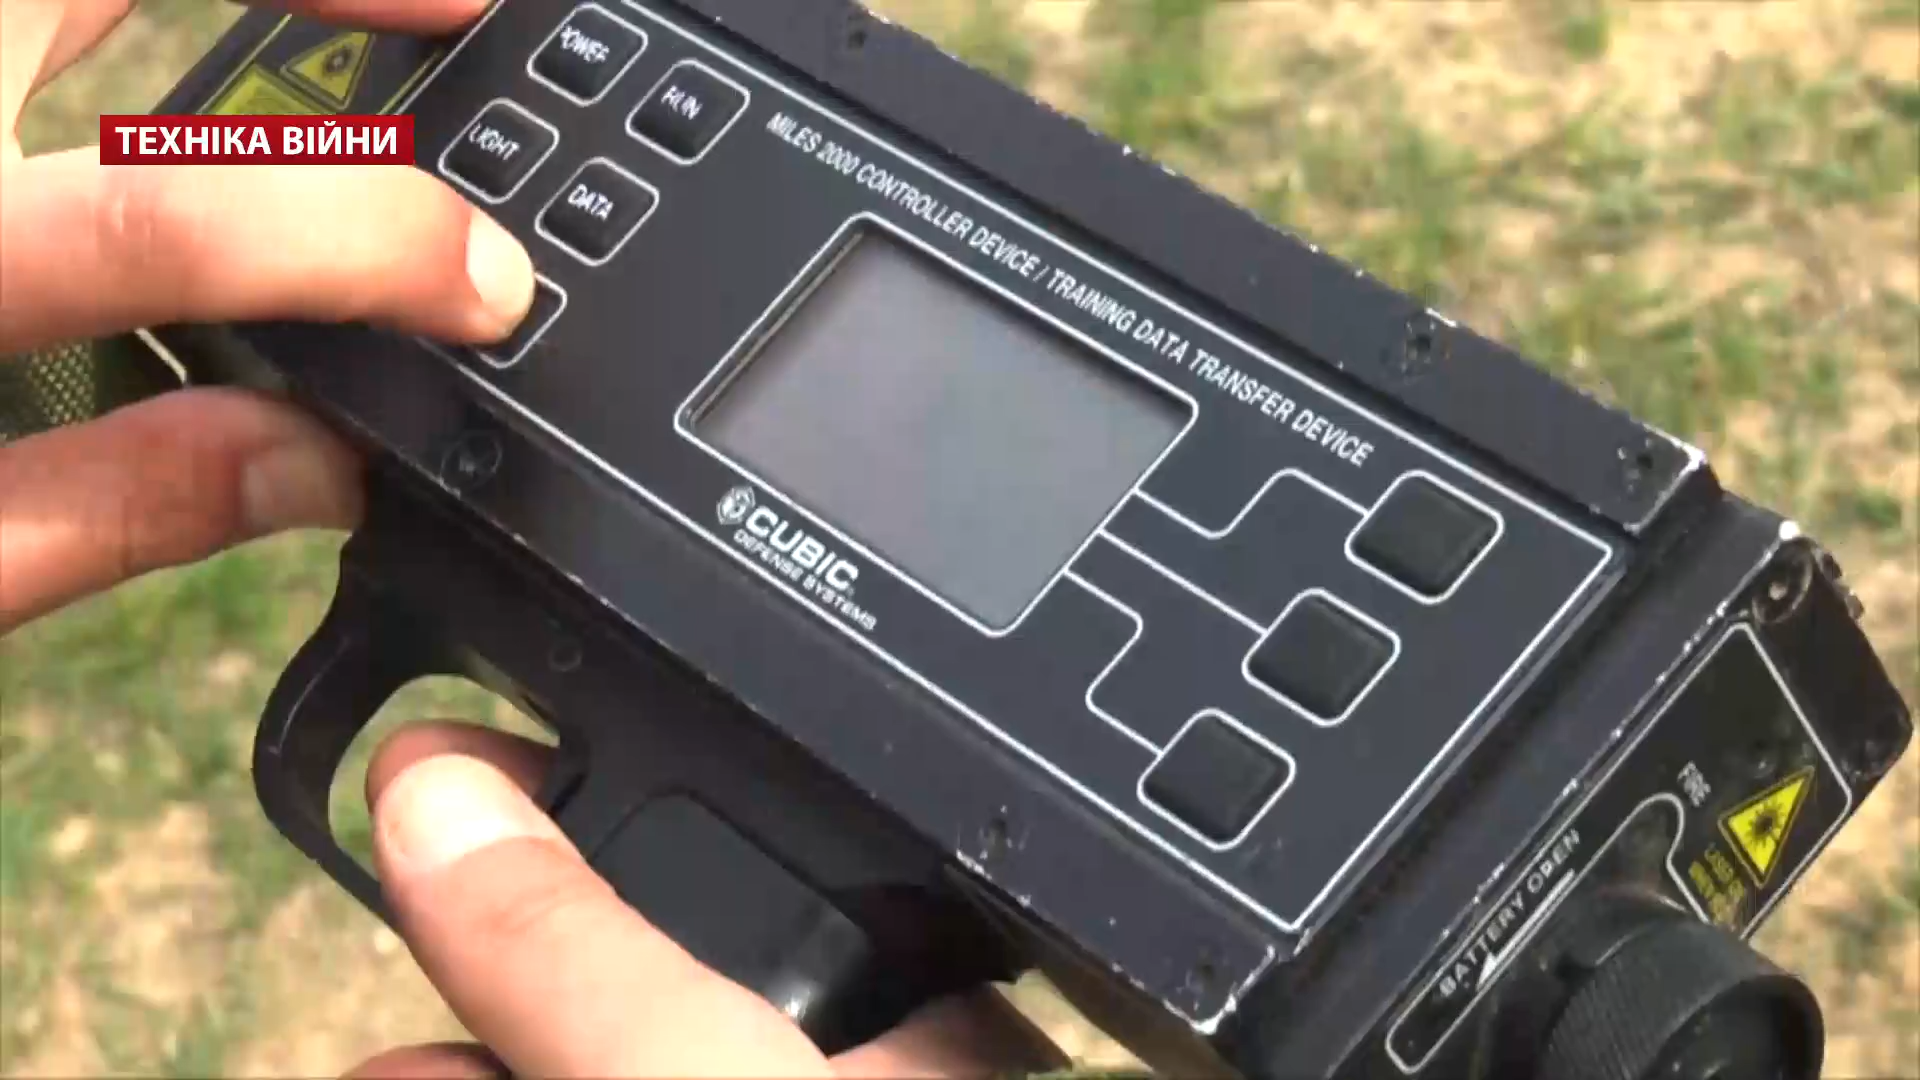 ТЕХНІКА ВІЙНИ
POWER
RUN
LIGHT
DATA
MILES 2000 CONTROLLER DEVICE / TRAINING DATA TRANSFER DEVICE
CUBIC
DEFENSE SYSTEMS
FIRE
BATTERY OPEN